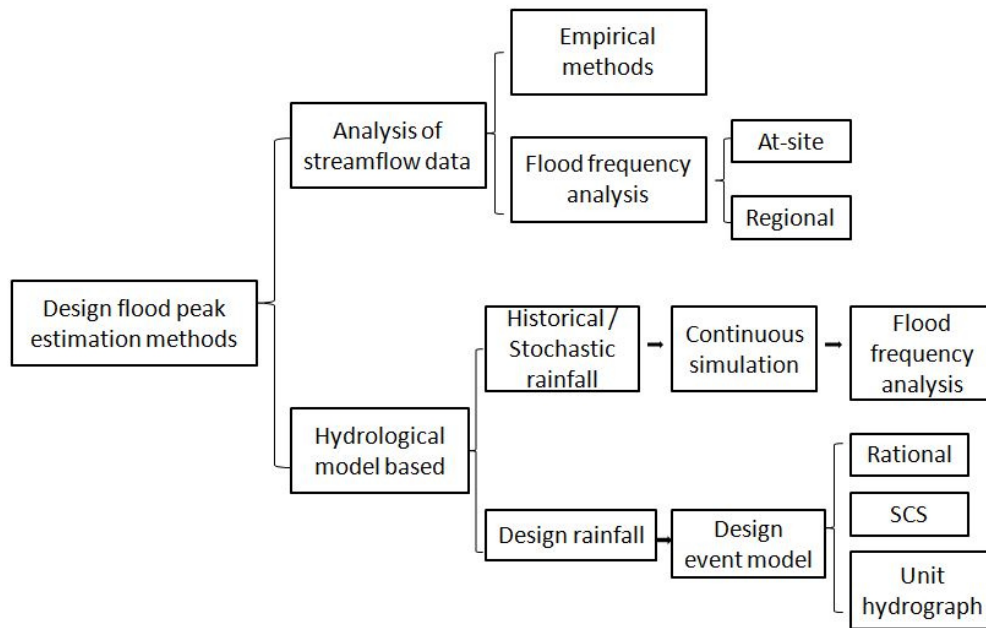 Empirical
methods
Analysis of
streamflow data
Flood frequency
analysis
At-site
Regional
Design flood peak
estimation methods
Historical /
Stochastic
rainfall
Continuous
simulation
Flood
frequency
analysis
Hydrological
model based
Rational
SCS
Design rainfall
Design
event model
Unit
hydrograph